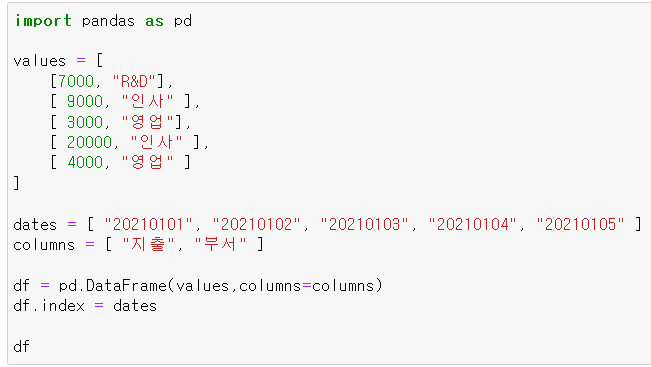 import pandas as pd
values = [
[7000, "R&D"],
[ 9000, "인사" ],
[ 3000, "영업"],
[ 20000, "인사" ],
[ 4000, "영업" ]
]
dates = [ "20210101", "20210102", "20210103", "20210104", "20210105" ]
columns = [ "지출", "부서" ]
df = pd.DataFrame(values,columns=columns)
df.index = dates
df